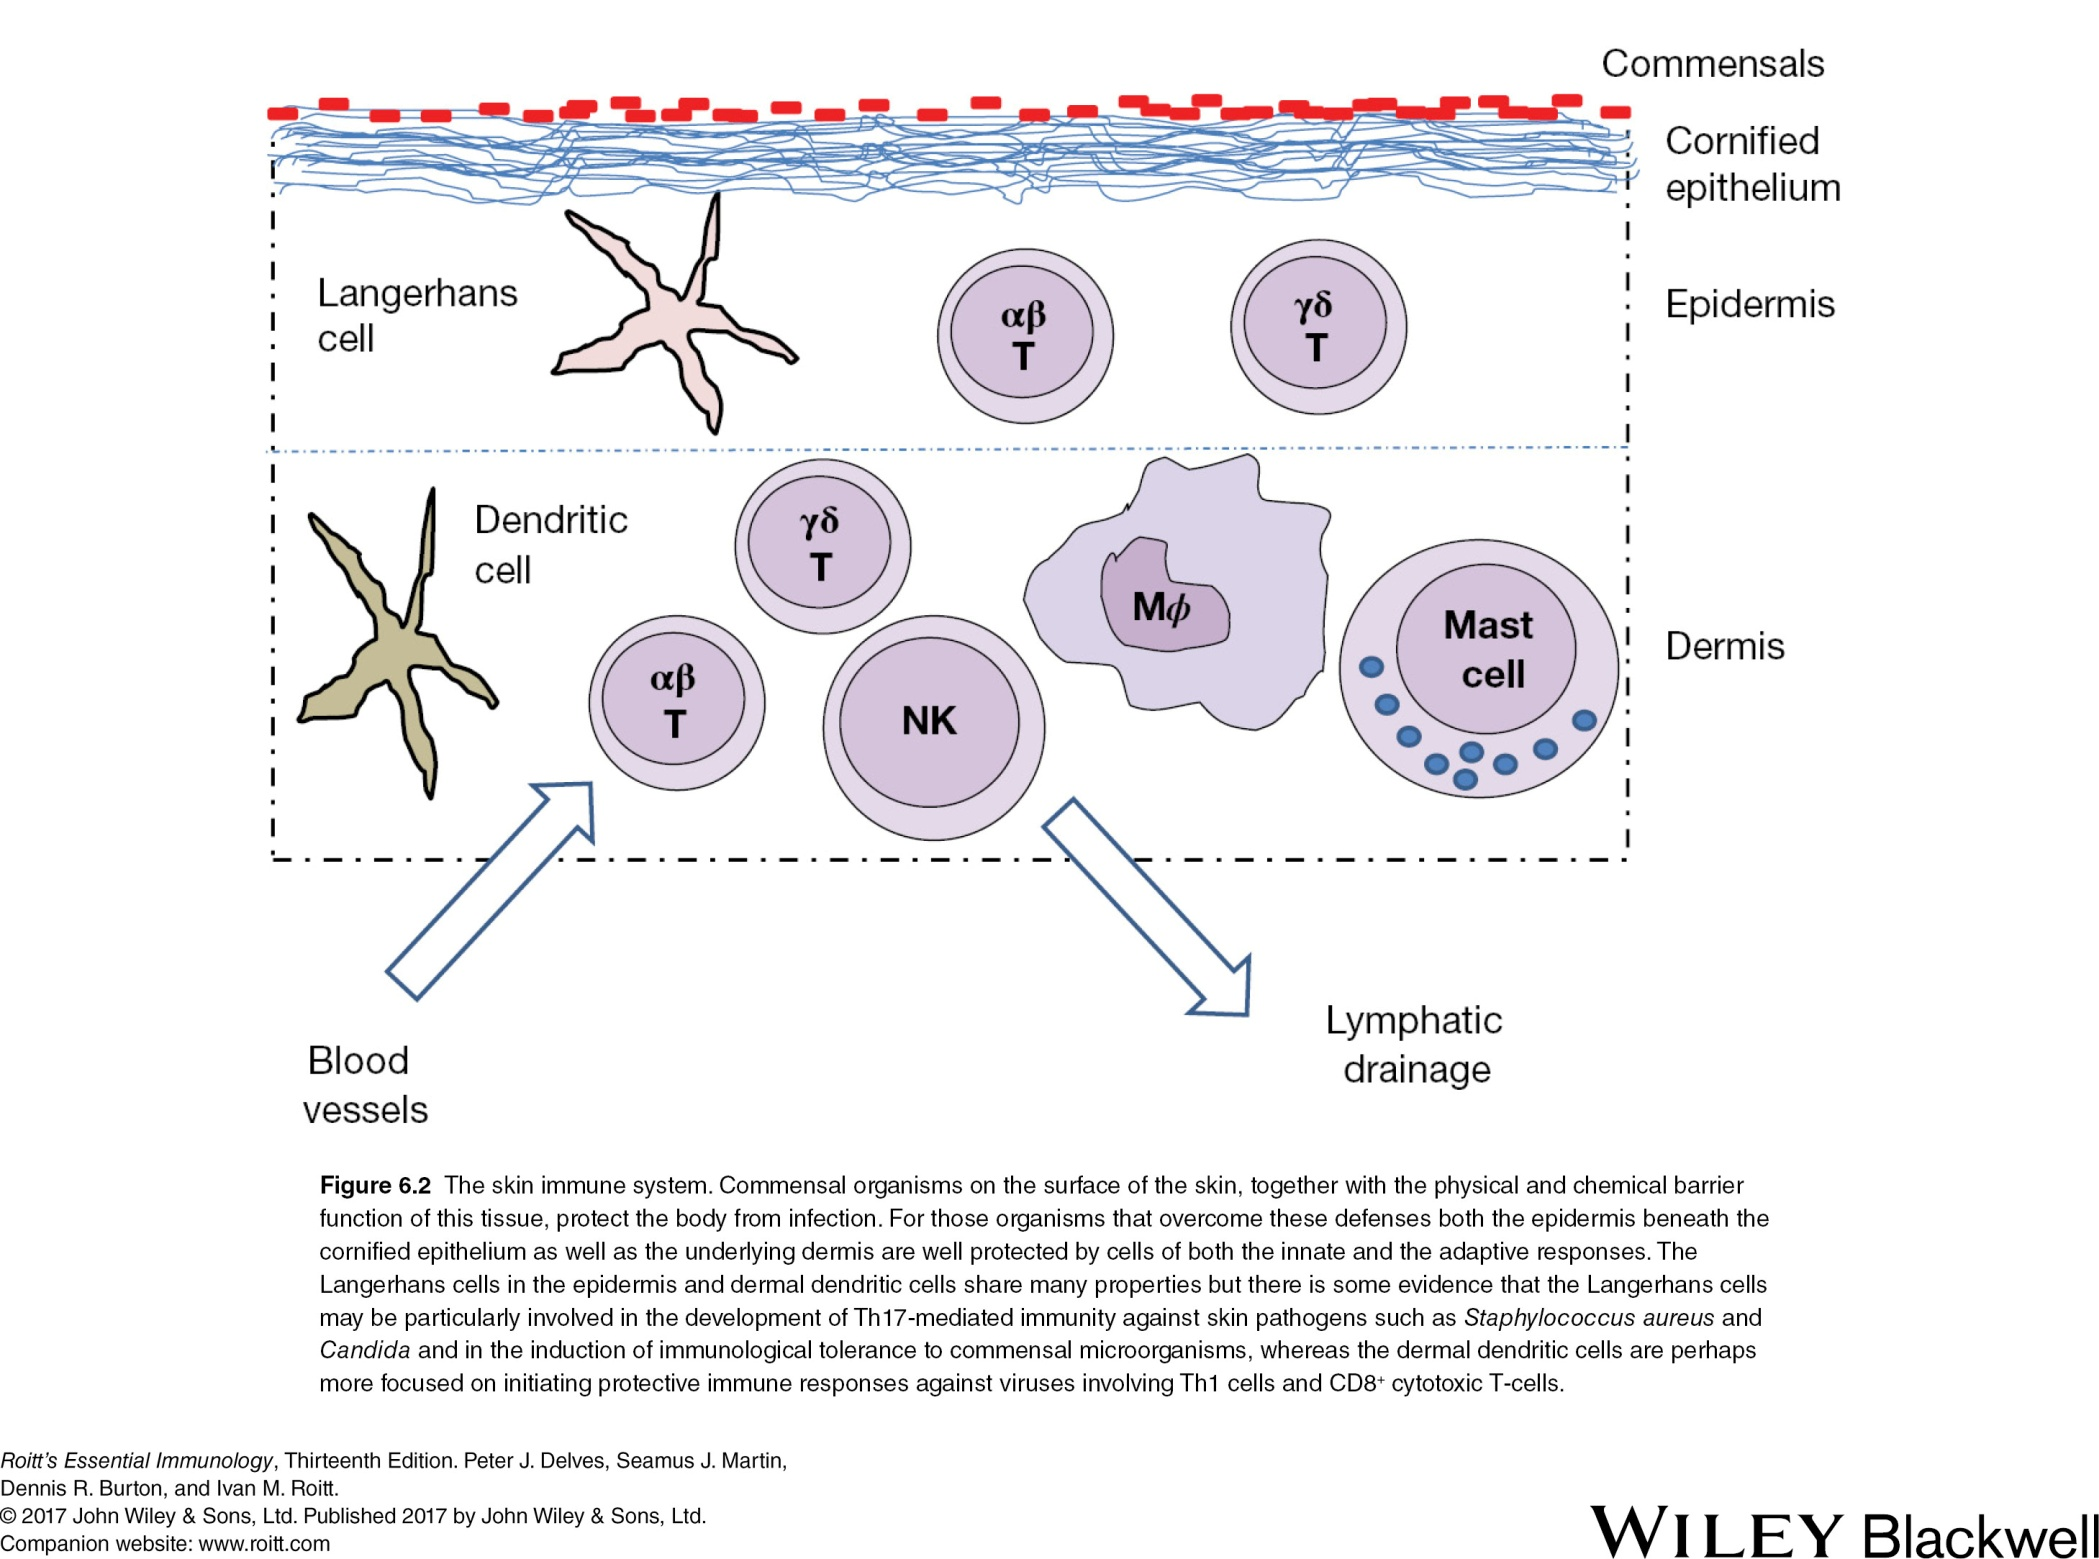 Commensals
Cornified
epithelium
Langerhans
cell
αβ
T
γδ
T
Epidermis
Dendritic
cell
γδ
T
αβ
T
NK
Mϕ
Mast
cell
Dermis
Blood
vessels
Lymphatic
drainage
Figure 6.2 The skin immune system. Commensal organisms on the surface of the skin, together with the physical and chemical barrier
function of this tissue, protect the body from infection. For those organisms that overcome these defenses both the epidermis beneath the
cornified epithelium as well as the underlying dermis are well protected by cells of both the innate and the adaptive responses. The
Langerhans cells in the epidermis and dermal dendritic cells share many properties but there is some evidence that the Langerhans cells
may be particularly involved in the development of Th17-mediated immunity against skin pathogens such as Staphylococcus aureus and
Candida and in the induction of immunological tolerance to commensal microorganisms, whereas the dermal dendritic cells are perhaps
more focused on initiating protective immune responses against viruses involving Th1 cells and CD8⁺ cytotoxic T-cells.
Roitt's Essential Immunology, Thirteenth Edition. Peter J. Delves, Seamus J. Martin,
Dennis R. Burton, and Ivan M. Roitt.
© 2017 John Wiley & Sons, Ltd. Published 2017 by John Wiley & Sons, Ltd.
Companion website: www.roitt.com
WILEY Blackwell